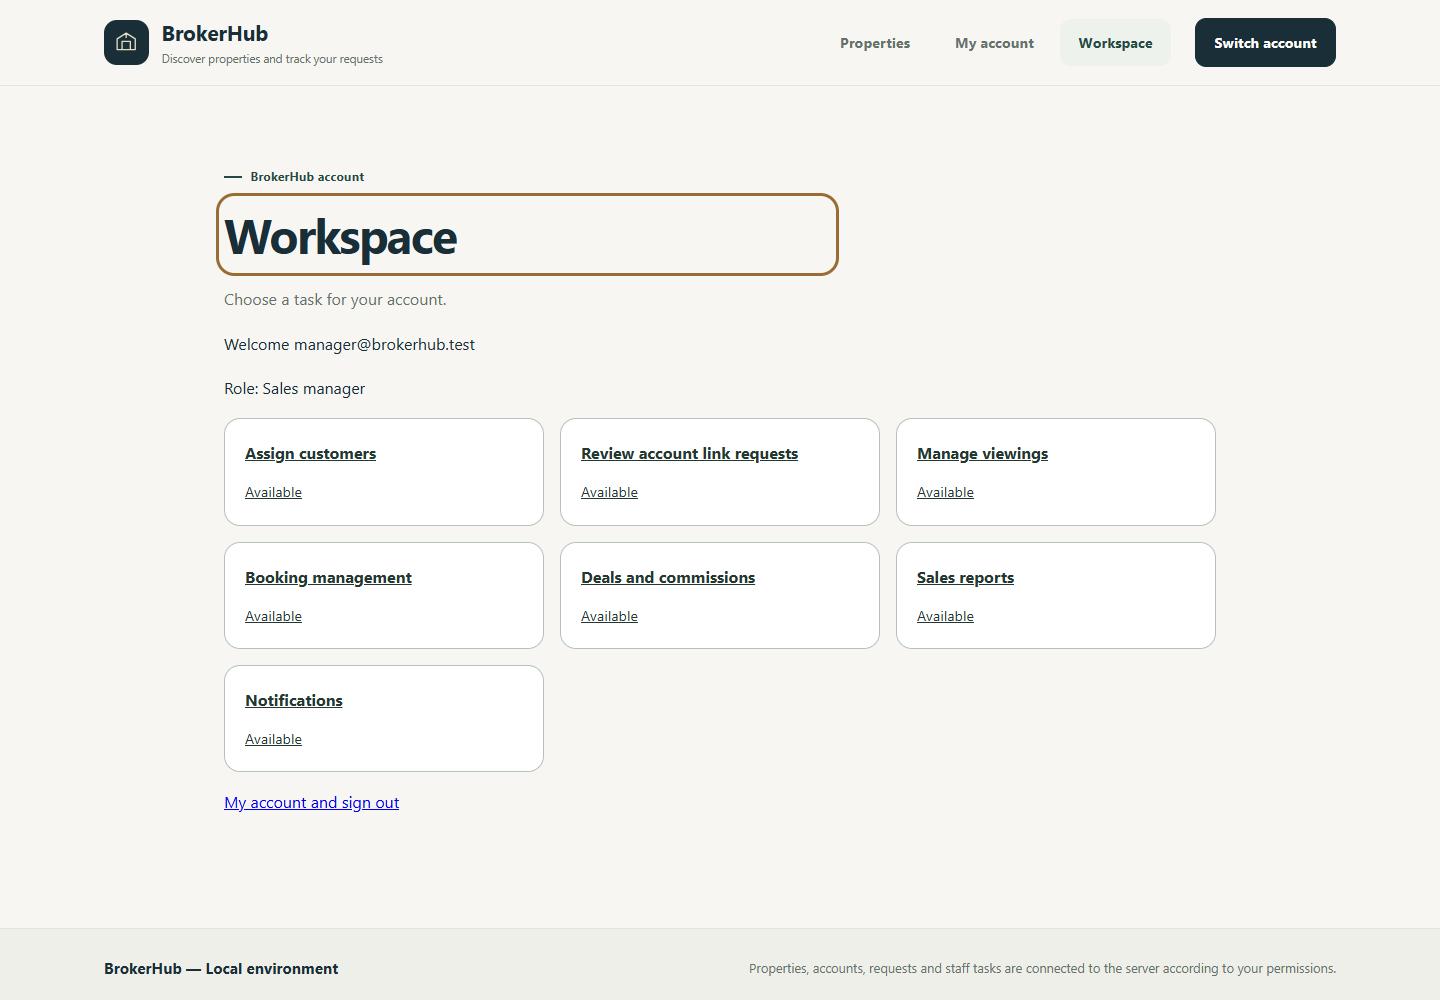 BrokerHub
Discover properties and track your requests
Properties
My account
Workspace
Switch account
BrokerHub account
Workspace
Choose a task for your account.
Welcome manager@brokerhub.test
Role: Sales manager
Assign customers
Available
Review account link requests
Available
Manage viewings
Available
Booking management
Available
Deals and commissions
Available
Sales reports
Available
Notifications
Available
My account and sign out
BrokerHub — Local environment
Properties, accounts, requests and staff tasks are connected to the server according to your permissions.